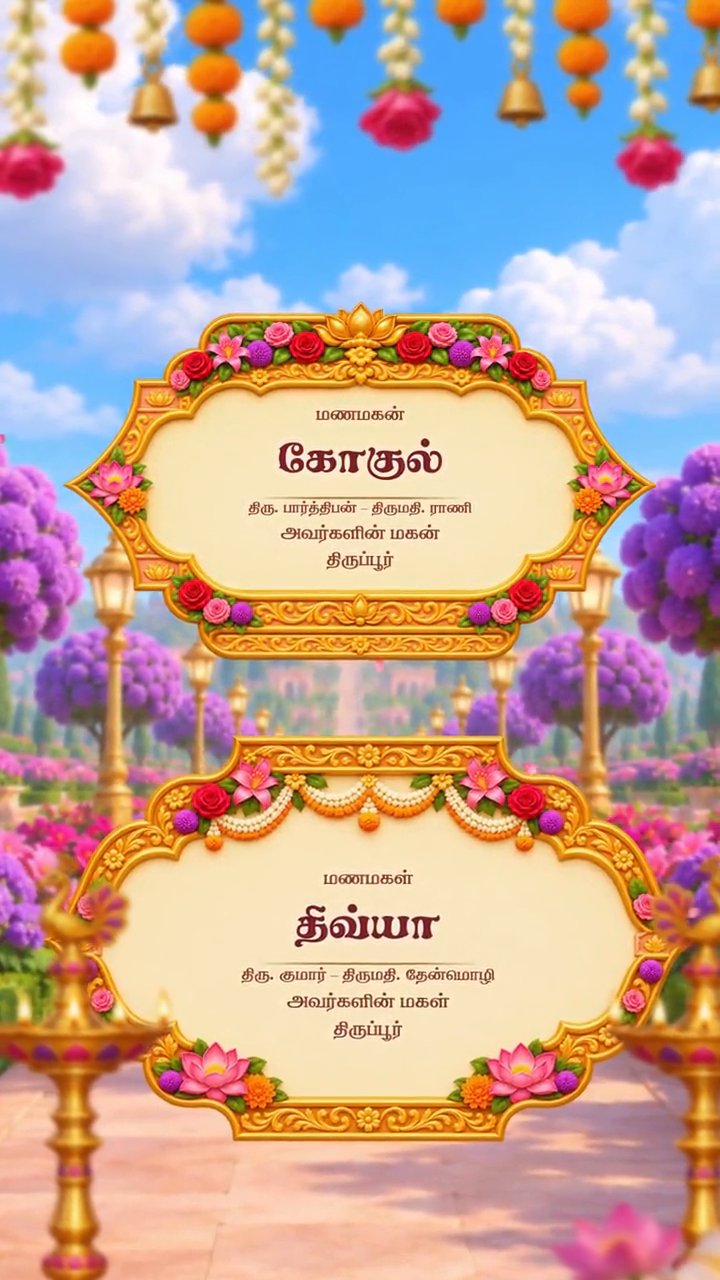 மணமகன்
கோகுல்
திரு. பார்த்திபன் – திருமதி. ராணி
அவர்களின் மகன்
திருப்பூர்
மணமகள்
திவ்யா
திரு. குமார் – திருமதி. தேன்மொழி
அவர்களின் மகள்
திருப்பூர்